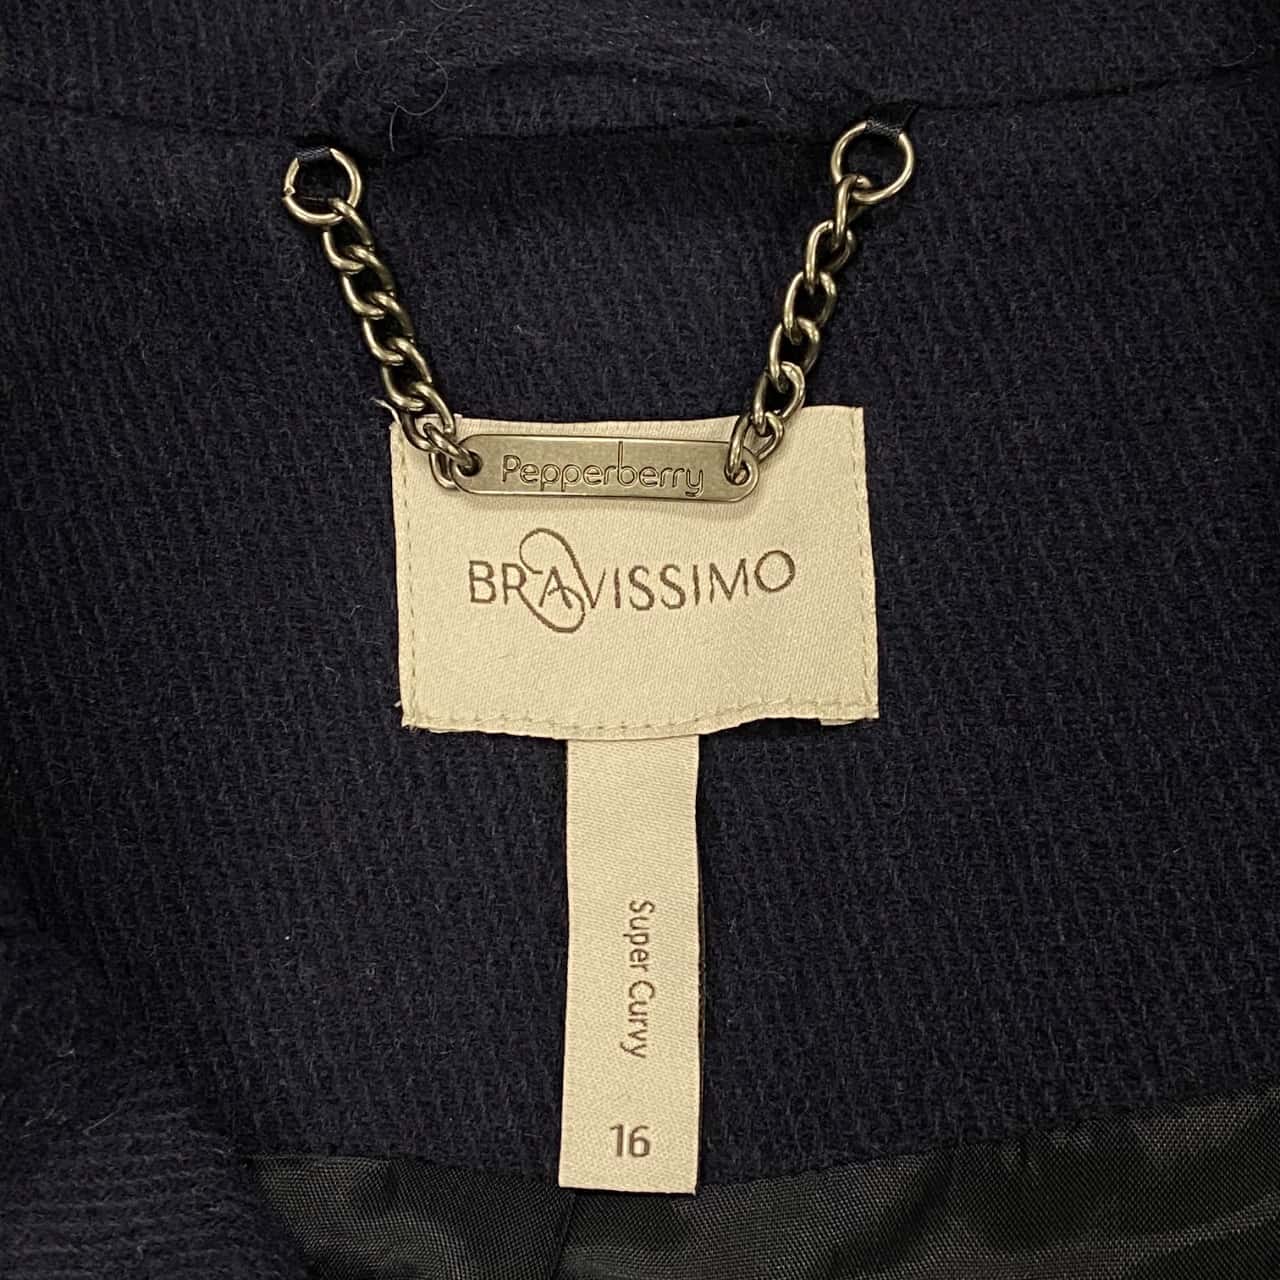 Pepperberry
BRAVISSIMO
Super Curvy
16